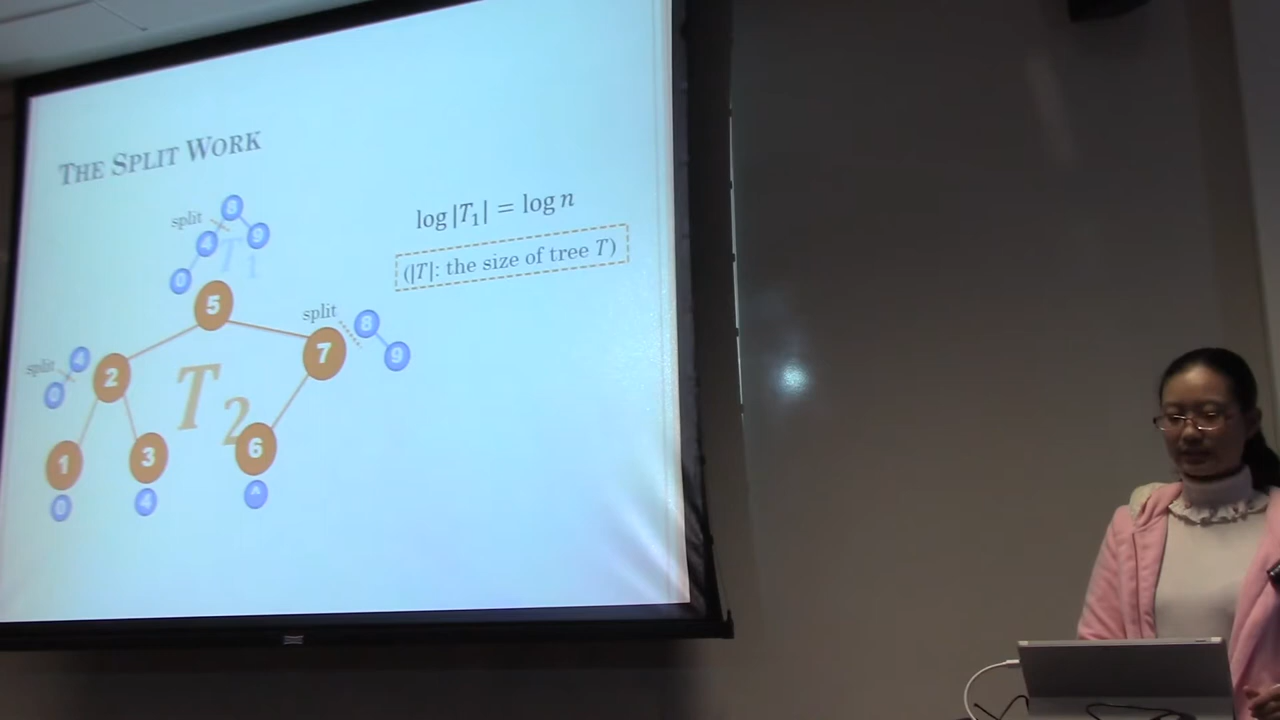 THE SPLIT WORK
split
8
4
9
T1
0
log|T1| = log n
(|T|: the size of tree T)
5
split
8
7
9
split
4
0
2
T2
1
3
6
0
4
^